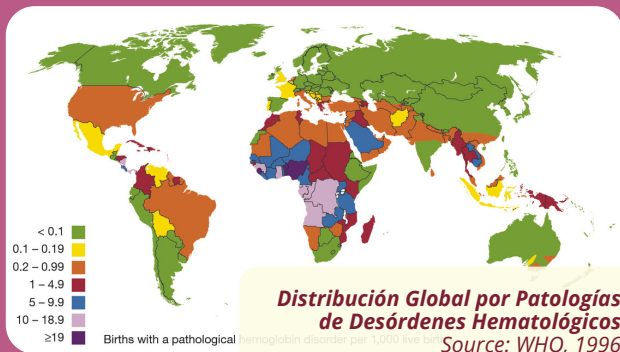 < 0.1
0.1 – 0.19
0.2 – 0.99
1 – 4.9
5 – 9.9
10 – 18.9
≥19
Births with a pathological hemoglobin disorder per 1,000 live births
Distribución Global por Patologías
de Desórdenes Hematológicos
Source: WHO, 1996